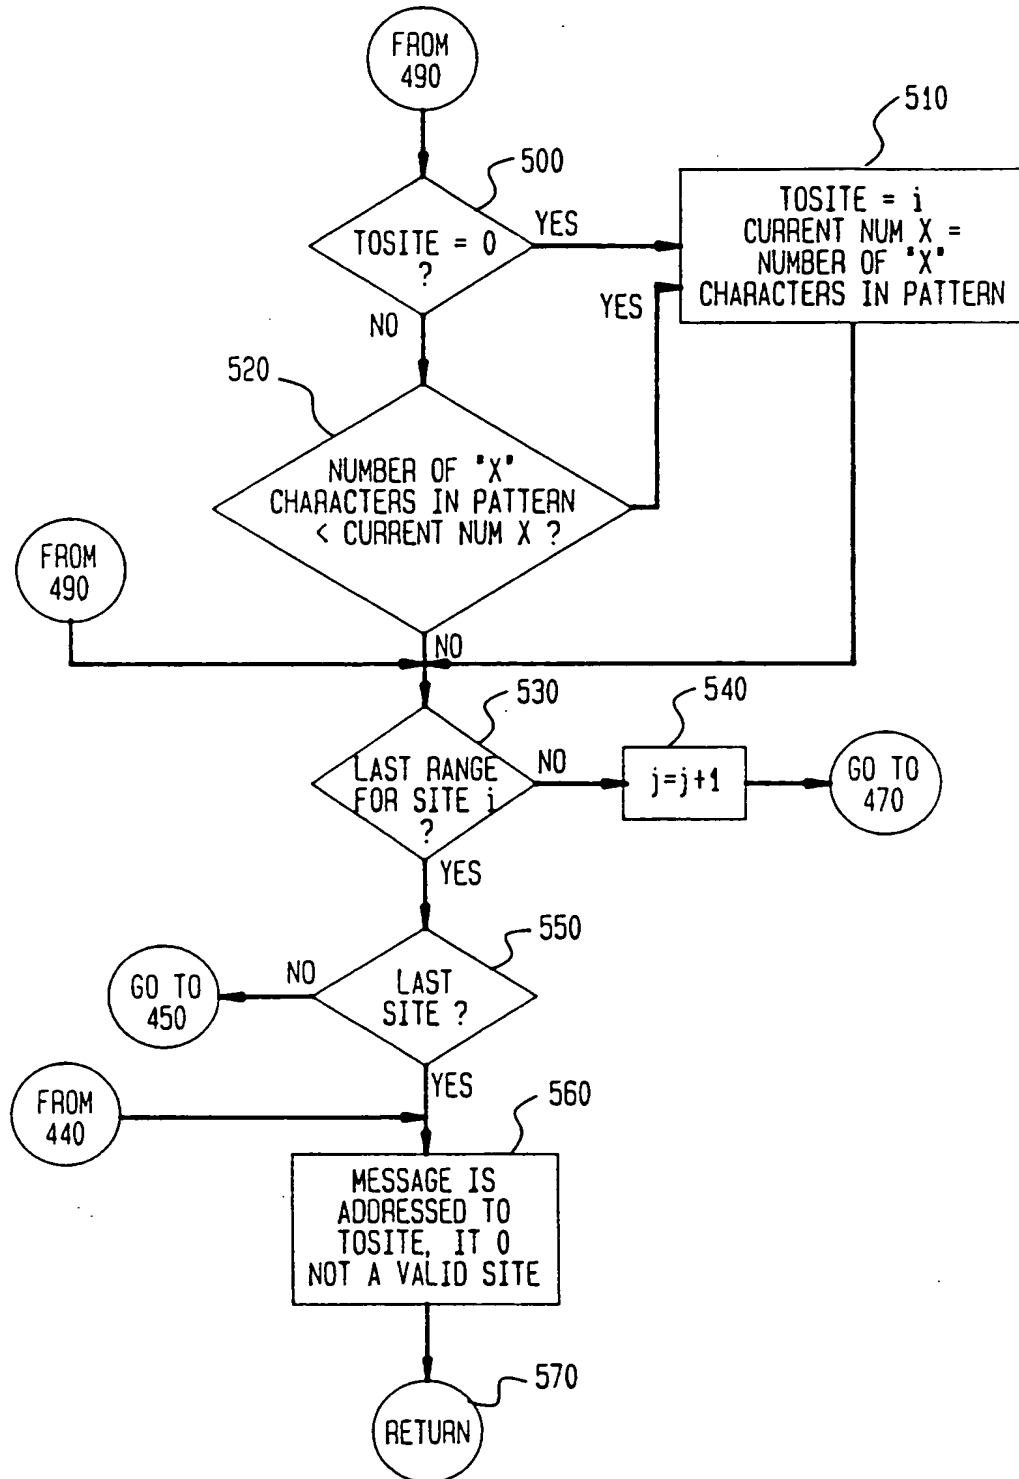 FROM
490
500
510
TOSITE = 0
?
YES
TOSITE = i
CURRENT NUM X =
NUMBER OF "X"
CHARACTERS IN PATTERN
YES
NO
520
NUMBER OF "X"
CHARACTERS IN PATTERN
< CURRENT NUM X ?
FROM
490
NO
530
540
LAST RANGE
FOR SITE i
?
NO
j=j+1
GO TO
470
YES
550
GO TO
450
NO
LAST
SITE ?
FROM
440
YES
560
MESSAGE IS
ADDRESSED TO
TOSITE, IT 0
NOT A VALID SITE
570
RETURN